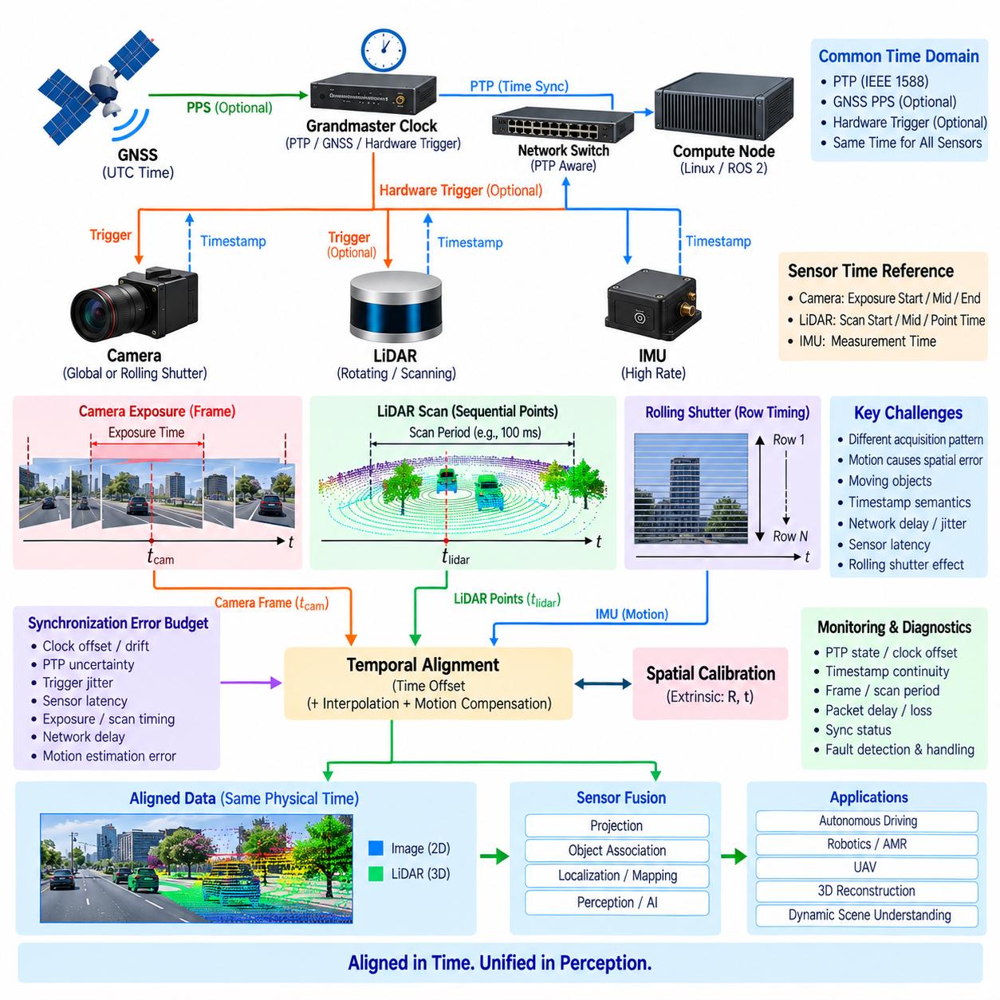 Common Time Domain
• PTP (IEEE 1588)
• GNSS PPS (Optional)
• Hardware Trigger (Optional)
• Same Time for All Sensors
PPS (Optional)
PTP (Time Sync)
GNSS
(UTC Time)
Grandmaster Clock
(PTP / GNSS / Hardware Trigger)
Network Switch
(PTP Aware)
Compute Node
(Linux / ROS 2)
Hardware Trigger (Optional)
Trigger
Timestamp
Trigger
(Optional)
Timestamp
Timestamp
Camera
(Global or Rolling Shutter)
LiDAR
(Rotating / Scanning)
IMU
(High Rate)
Sensor Time Reference
• Camera: Exposure Start / Mid / End
• LiDAR: Scan Start / Mid / Point Time
• IMU: Measurement Time
Camera Exposure (Frame)
Exposure Time
t
t_cam
LiDAR Scan (Sequential Points)
Scan Period (e.g., 100 ms)
t
t_lidar
Rolling Shutter (Row Timing)
Row 1
Row N
t
Key Challenges
• Different acquisition pattern
• Motion causes spatial error
• Moving objects
• Timestamp semantics
• Network delay / jitter
• Sensor latency
• Rolling shutter effect
Camera Frame (t_cam)
LiDAR Points (t_lidar)
IMU (Motion)
Synchronization Error Budget
• Clock offset / drift
• PTP uncertainty
• Trigger jitter
• Sensor latency
• Exposure / scan timing
• Network delay
• Motion estimation error
Temporal Alignment
(Time Offset
(+ Interpolation + Motion Compensation)
Spatial Calibration
(Extrinsic: R, t)
Monitoring & Diagnostics
• PTP state / clock offset
• Timestamp continuity
• Frame / scan period
• Packet delay / loss
• Sync status
• Fault detection & handling
Aligned Data (Same Physical Time)
Image (2D)
LiDAR (3D)
Sensor Fusion
Projection
Object Association
Localization / Mapping
Perception / AI
Applications
Autonomous Driving
Robotics / AMR
UAV
3D Reconstruction
Dynamic Scene Understanding
Aligned in Time. Unified in Perception.